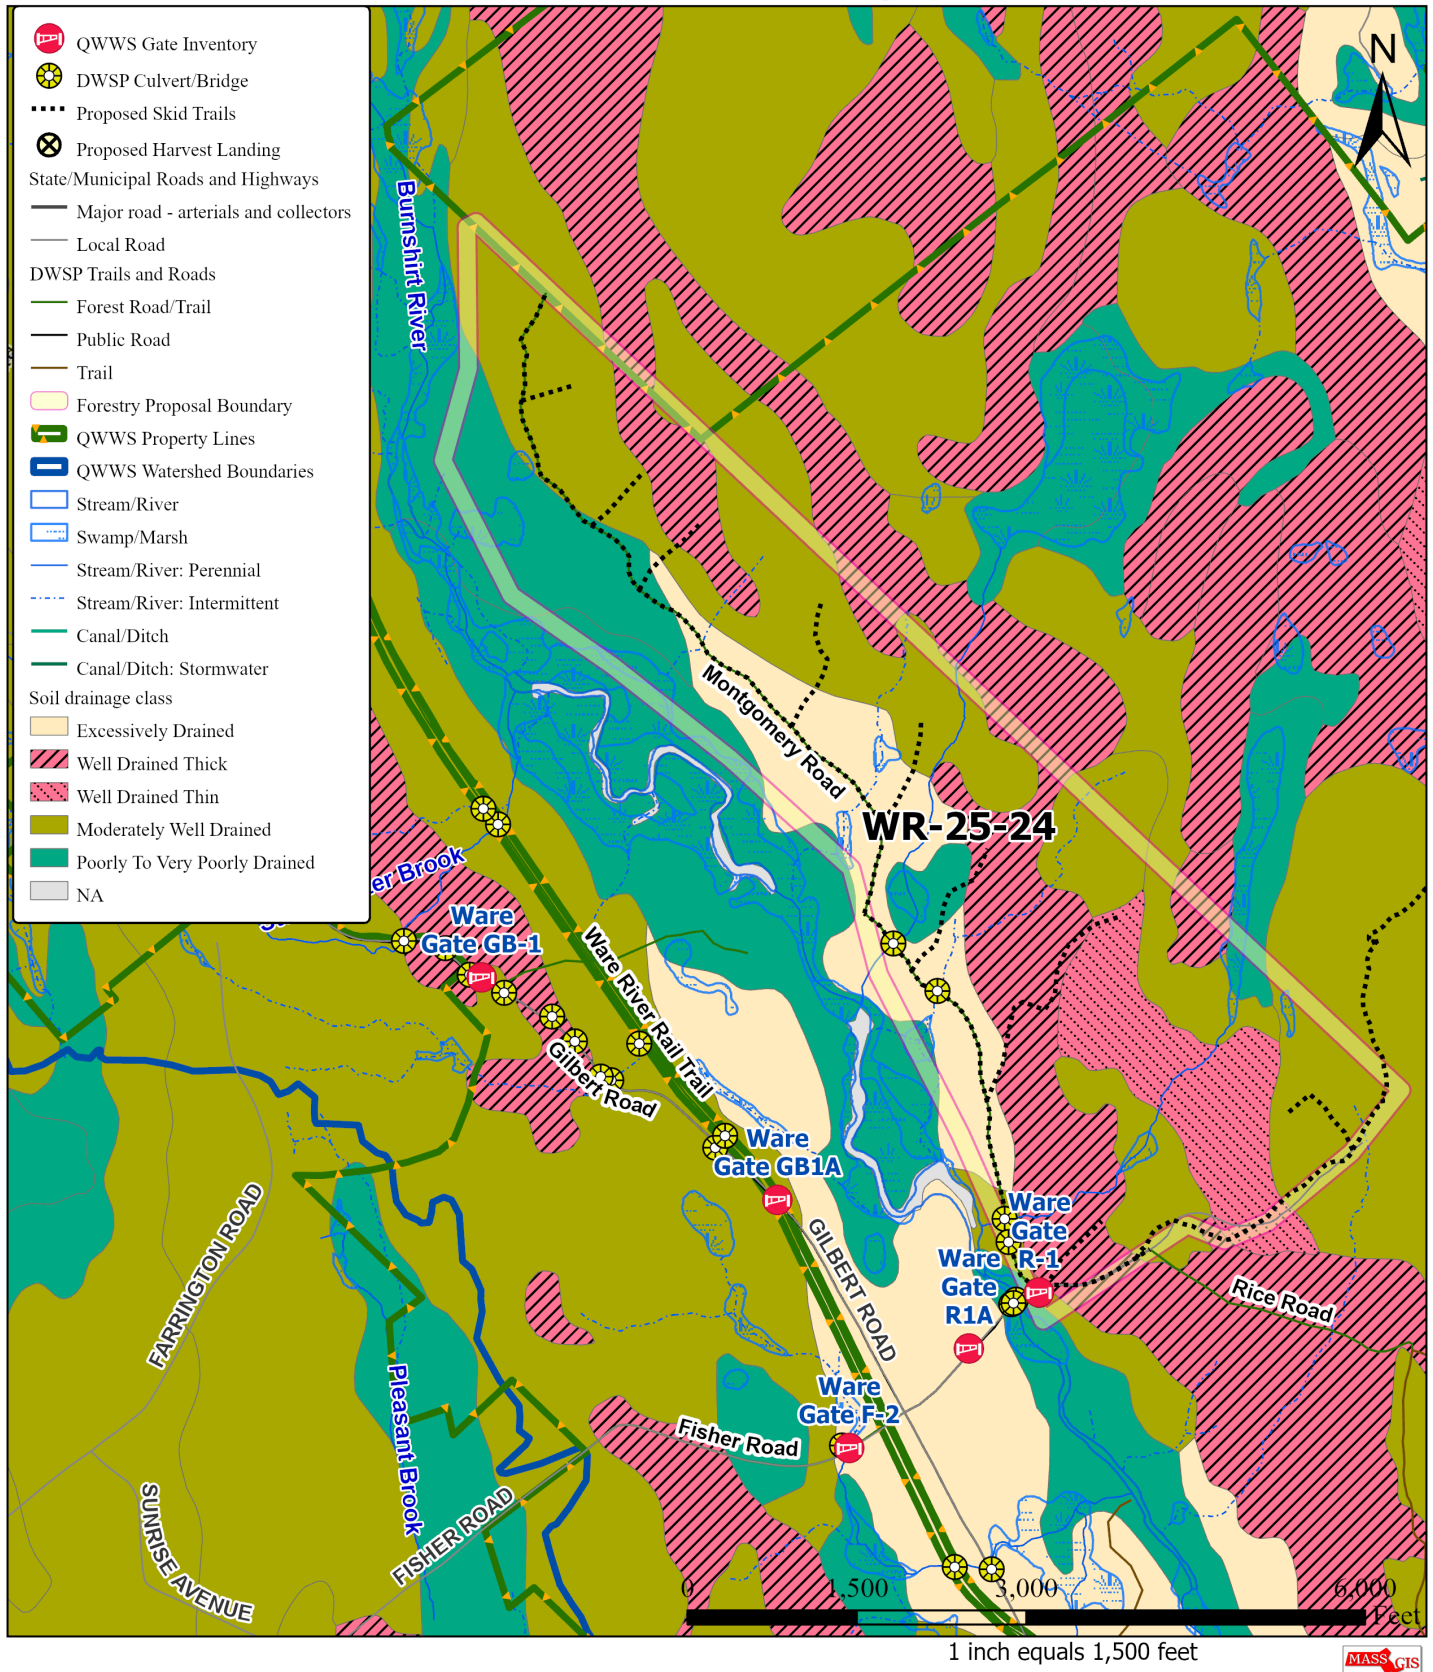 QWWS Gate Inventory
DWSP Culvert/Bridge
Proposed Skid Trails
Proposed Harvest Landing
State/Municipal Roads and Highways
Major road - arterials and collectors
Local Road
DWSP Trails and Roads
Forest Road/Trail
Public Road
Trail
Forestry Proposal Boundary
QWWS Property Lines
QWWS Watershed Boundaries
Stream/River
Swamp/Marsh
Stream/River: Perennial
Stream/River: Intermittent
Canal/Ditch
Canal/Ditch: Stormwater
Soil drainage class
Excessively Drained
Well Drained Thick
Well Drained Thin
Moderately Well Drained
Poorly To Very Poorly Drained
NA
N
Burnshirt River
Montgomery Road
WR-25-24
er Brook
Ware
Gate GB-1
Ware River Rail Trail
Gilbert Road
Ware
Gate GB1A
GILBERT ROAD
Ware
Gate
R-1
Ware
Gate
R1A
Rice Road
FARRINGTON ROAD
Pleasant Brook
Ware
Gate F-2
Fisher Road
FISHER ROAD
SUNRISE AVENUE
0 1,500 3,000 6,000
Feet
1 inch equals 1,500 feet
MASSGIS